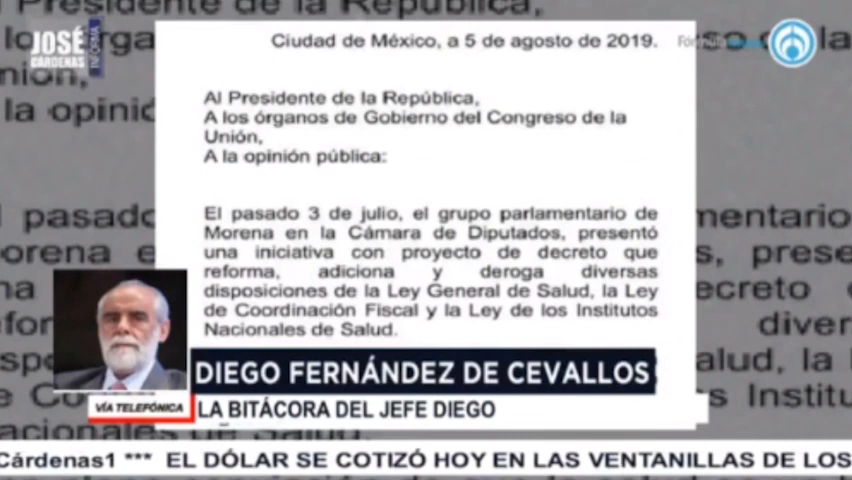 JOSÉ
CÁRDENAS
INFORMA
Ciudad de México, a 5 de agosto de 2019.
Al Presidente de la República,
A los órganos de Gobierno del Congreso de la
Unión,
A la opinión pública:
El pasado 3 de julio, el grupo parlamentario de
Morena en la Cámara de Diputados, presentó
una iniciativa con proyecto de decreto que
reforma, adiciona y deroga diversas
disposiciones de la Ley General de Salud, la Ley
de Coordinación Fiscal y la Ley de los Institutos
Nacionales de Salud.
DIEGO FERNÁNDEZ DE CEVALLOS
VÍA TELEFÓNICA
LA BITÁCORA DEL JEFE DIEGO
Cárdenas1 *** EL DÓLAR SE COTIZÓ HOY EN LAS VENTANILLAS DE LOS